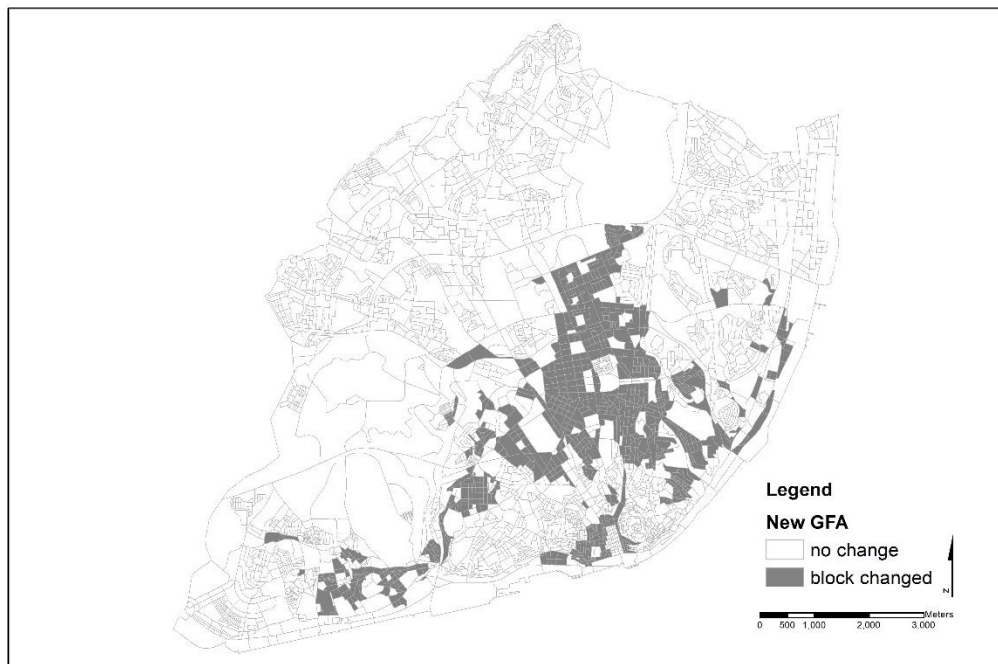 Legend
New GFA
no change
block changed
N
Meters
0 500 1,000 2,000 3,000